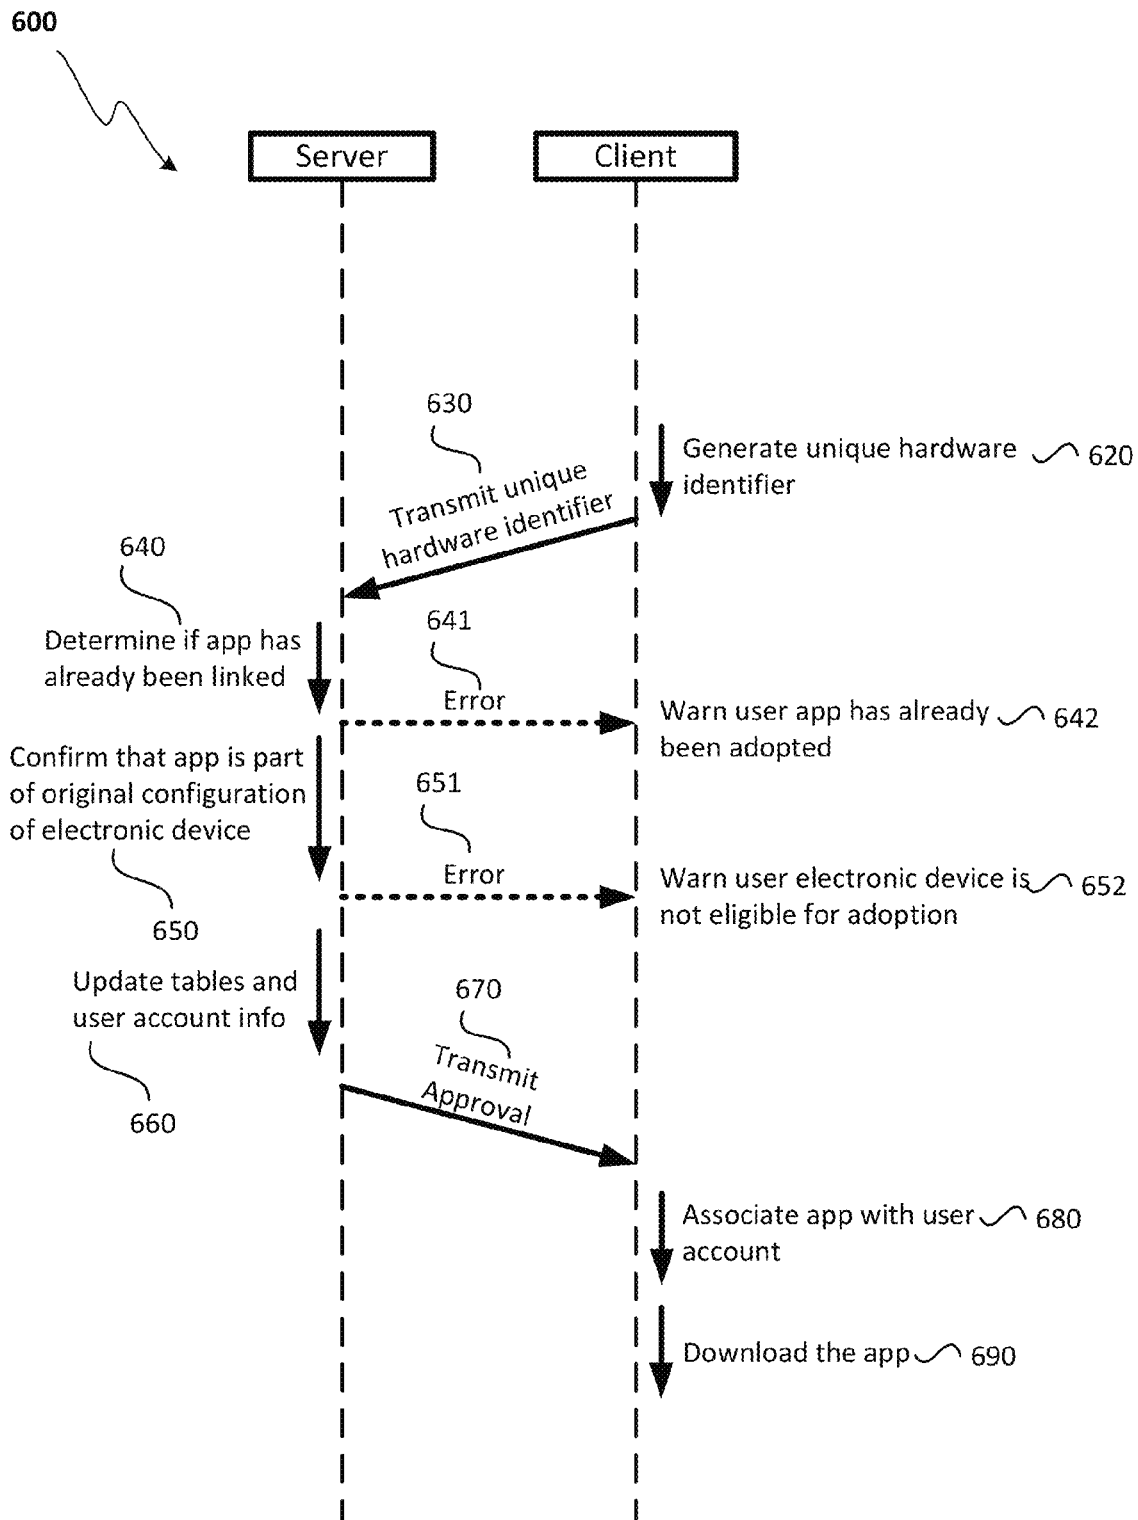 600
Server
Client
630
Generate unique hardware
identifier
620
Transmit unique
hardware identifier
640
Determine if app has
already been linked
641
Error
Warn user app has already
been adopted
642
Confirm that app is part
of original configuration
of electronic device
650
651
Error
Warn user electronic device is
not eligible for adoption
652
Update tables and
user account info
660
670
Transmit
Approval
Associate app with user
account
680
Download the app
690